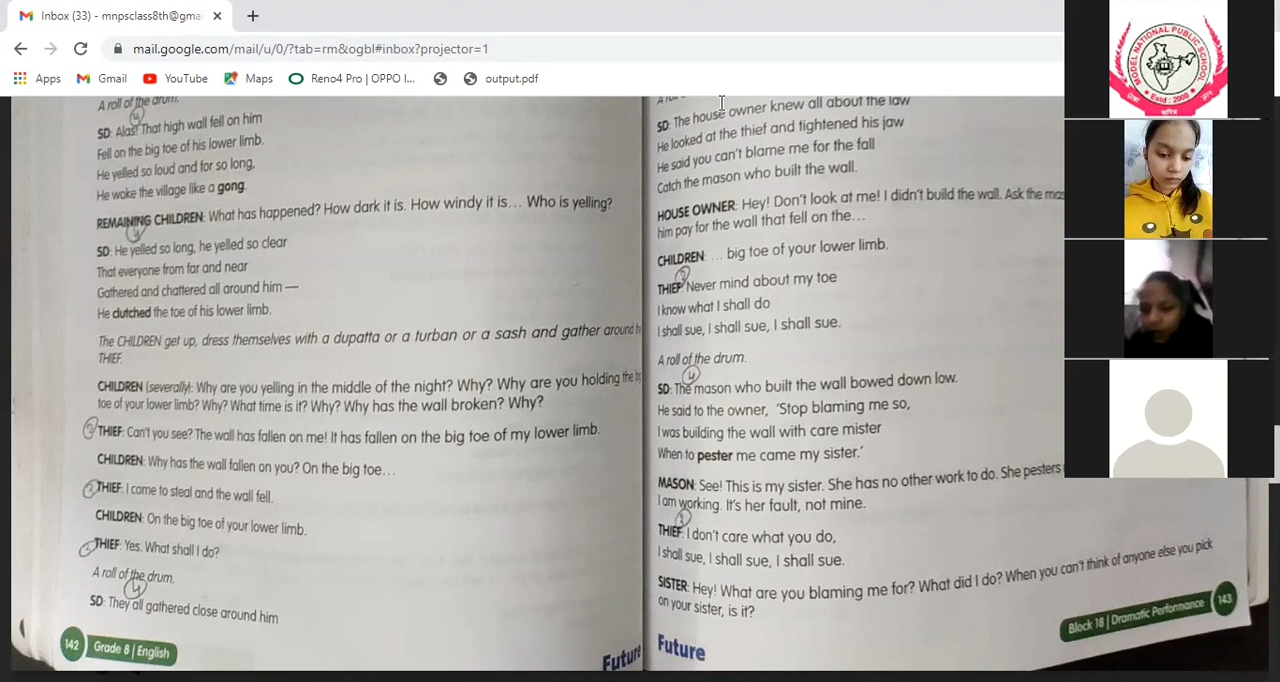 Inbox (33) - mnpsclass8th@gma
mail.google.com/mail/u/0/?tab=rm&ogbl#inbox?projector=1
Apps Gmail YouTube Maps Reno4 Pro | OPPO I... output.pdf
A roll of the drum.
SD: Alas! That high wall fell on him
Fell on the big toe of his lower limb.
He yelled so loud and for so long,
He woke the village like a gong.
REMAINING CHILDREN: What has happened? How dark it is. How windy it is... Who is yelling?
SD: He yelled so long, he yelled so clear
That everyone from far and near
Gathered and chattered all around him —
He clutched the toe of his lower limb.
The CHILDREN get up, dress themselves with a dupatta or a turban or a sash and gather around
THIEF.
CHILDREN (severally): Why are you yelling in the middle of the night? Why? Why are you holding the
toe of your lower limb? Why? What time is it? Why? Why has the wall broken? Why?
THIEF: Can't you see? The wall has fallen on me! It has fallen on the big toe of my lower limb.
CHILDREN: Why has the wall fallen on you? On the big toe...
THIEF: I came to steal and the wall fell.
CHILDREN: On the big toe of your lower limb.
THIEF: Yes. What shall I do?
A roll of the drum.
SD: They all gathered close around him
142 Grade 8 | English
Future
SD: The house owner knew all about the law
He looked at the thief and tightened his jaw
He said you can't blame me for the fall
Catch the mason who built the wall.
HOUSE OWNER: Hey! Don't look at me! I didn't build the wall. Ask the mas
him pay for the wall that fell on the...
CHILDREN: ... big toe of your lower limb.
THIEF: Never mind about my toe
I know what I shall do
I shall sue, I shall sue, I shall sue.
A roll of the drum.
SD: The mason who built the wall bowed down low.
He said to the owner, 'Stop blaming me so,
I was building the wall with care mister
When to pester me came my sister.'
MASON: See! This is my sister. She has no other work to do. She pesters
I am working. It's her fault, not mine.
THIEF: I don't care what you do,
I shall sue, I shall sue, I shall sue.
SISTER: Hey! What are you blaming me for? What did I do? When you can't think of anyone else you pick
on your sister, is it?
Block 18 | Dramatic Performance 143
Future
MODEL NATIONAL PUBLIC SCHOOL
Estd : 2000